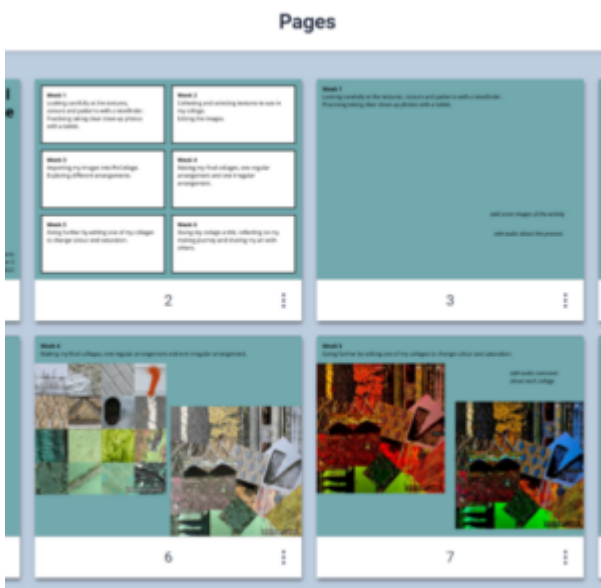 Pages
Week 1
Looking carefully at the textures,
colours and patterns with a viewfinder.
Practising taking clear close-up photos
with a tablet.
Week 2
Collecting and selecting textures to use in
my collage.
Editing the images.
Week 3
Importing my images into PicCollage.
Exploring different arrangements.
Week 4
Making my final collages, one regular
arrangement and one irregular
arrangement.
Week 5
Going further by editing one of my collages
to change colour and saturation.
Week 6
Giving my collage a title, reflecting on my
making journey and sharing my art with
others.
2
Week 1
Looking carefully at the textures, colours and patterns with a viewfinder.
Practising taking clear close-up photos with a tablet.
add some images of the activity
add audio about the process
3
Making my final collages, one regular arrangement and one irregular arrangement.
6
Week 5
Going further by editing one of my collages to change colour and saturation.
add audio comment
about each collage
7